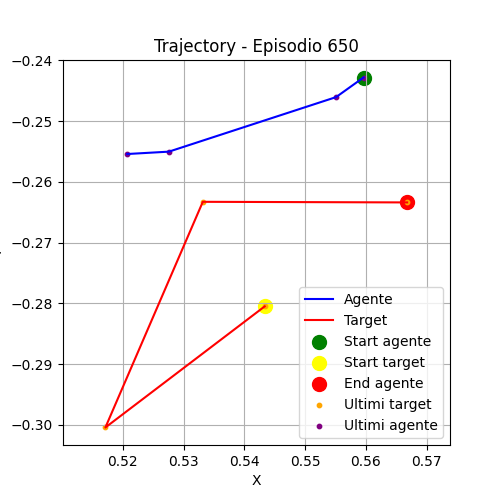 Trajectory - Episodio 650
−0.24
−0.25
−0.26
−0.27
−0.28
−0.29
−0.30
0.52 0.53 0.54 0.55 0.56 0.57
X
Agente
Target
Start agente
Start target
End agente
Ultimi target
Ultimi agente